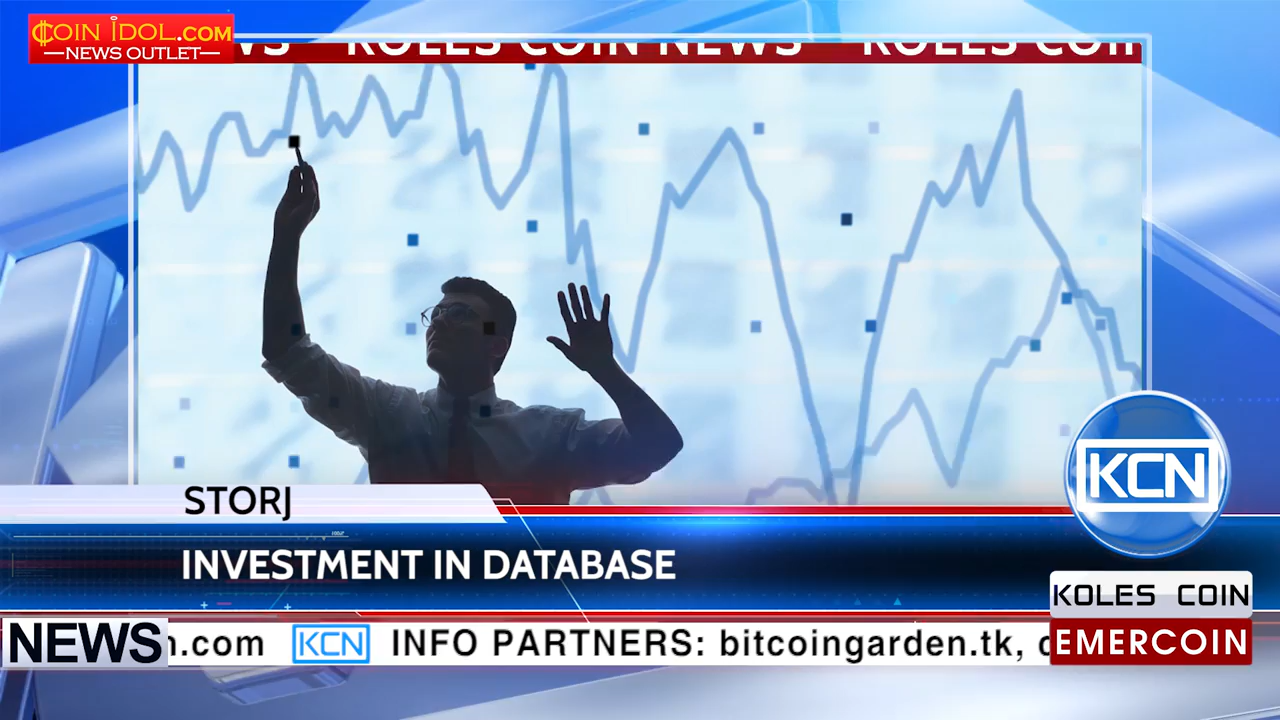 COIN IDOL.COM
NEWS OUTLET
KOLES COIN NEWS
STORJ
INVESTMENT IN DATABASE
KCN
KOLES COIN
EMERCOIN
NEWS
n.com KCN INFO PARTNERS: bitcoingarden.tk,